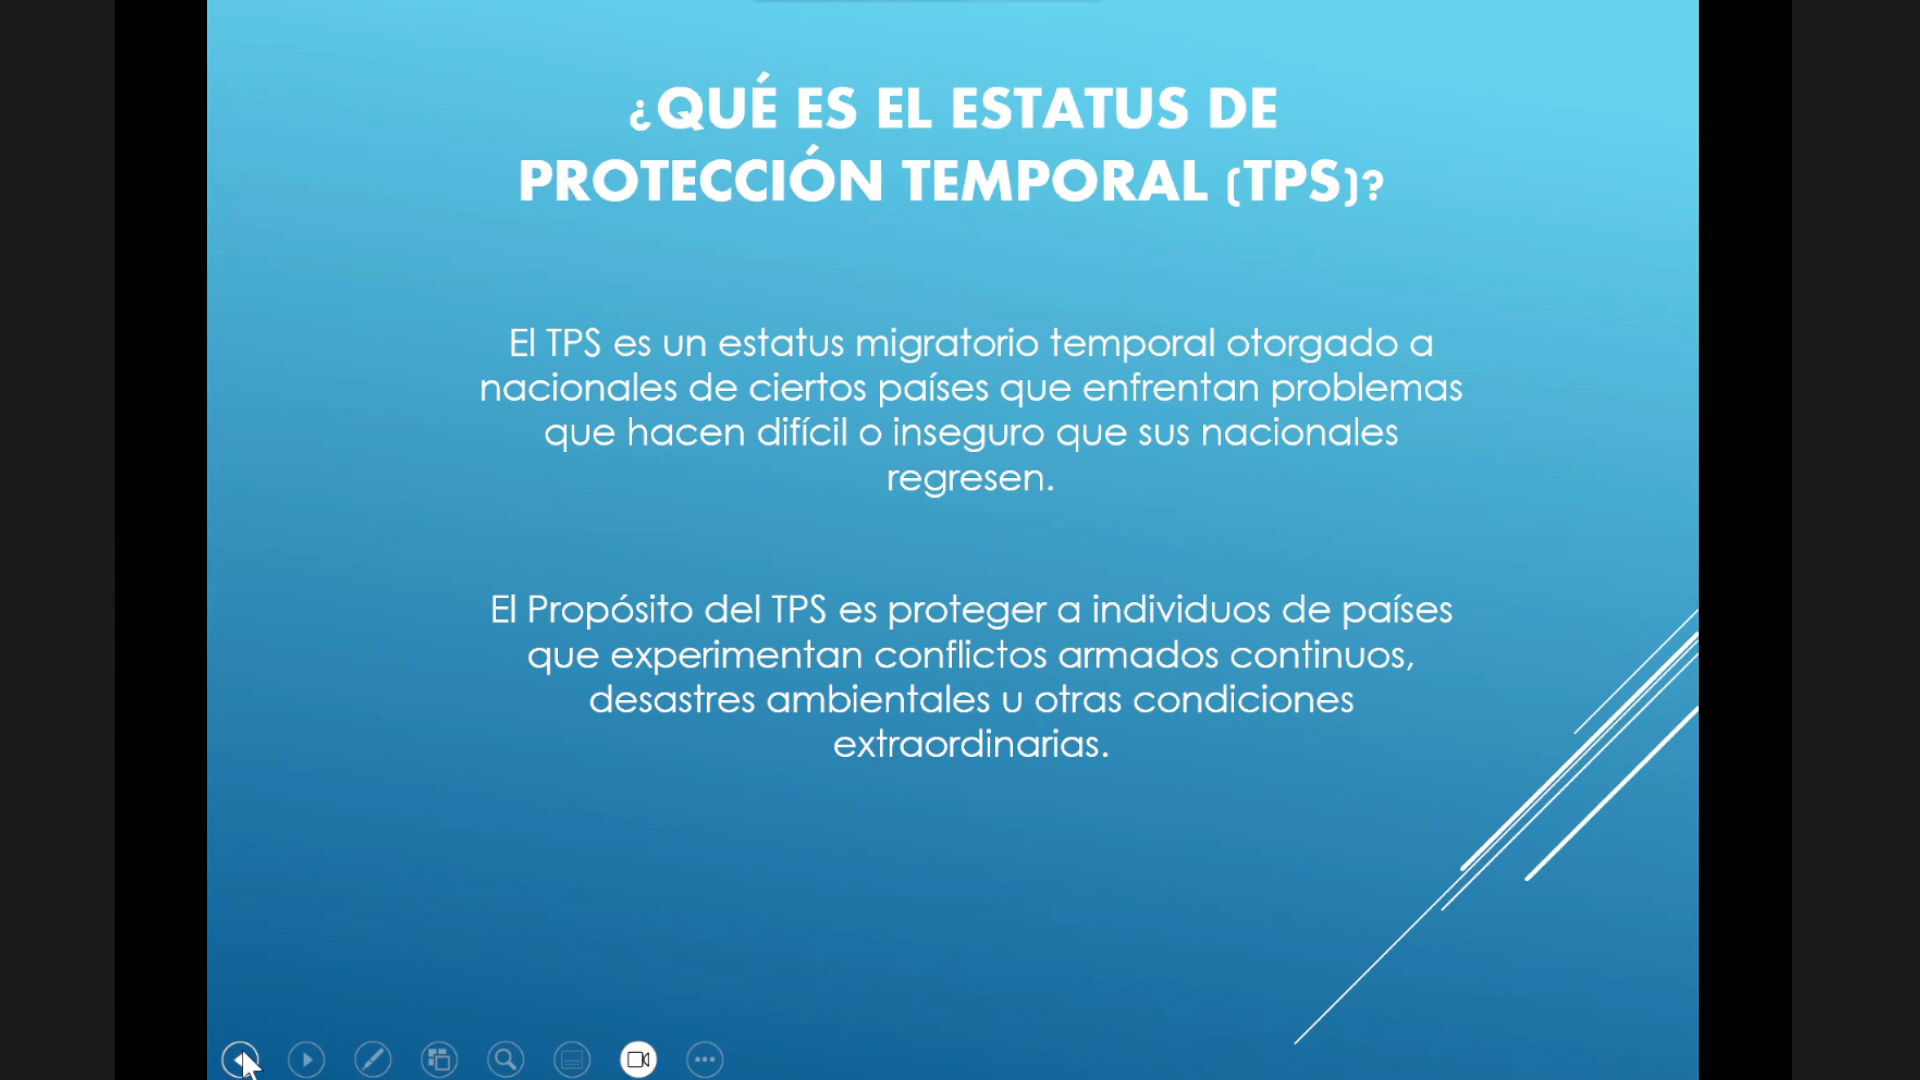 ¿QUÉ ES EL ESTATUS DE
PROTECCIÓN TEMPORAL (TPS)?
El TPS es un estatus migratorio temporal otorgado a
nacionales de ciertos países que enfrentan problemas
que hacen difícil o inseguro que sus nacionales
regresen.
El Propósito del TPS es proteger a individuos de países
que experimentan conflictos armados continuos,
desastres ambientales u otras condiciones
extraordinarias.